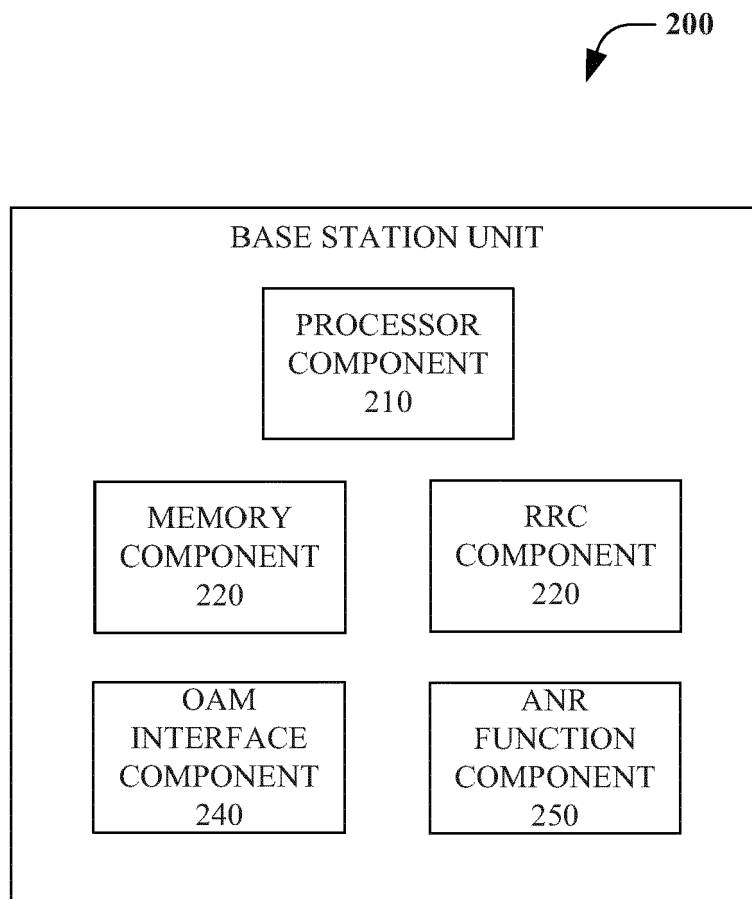 200
BASE STATION UNIT
PROCESSOR
COMPONENT
210
MEMORY
COMPONENT
220
RRC
COMPONENT
220
OAM
INTERFACE
COMPONENT
240
ANR
FUNCTION
COMPONENT
250